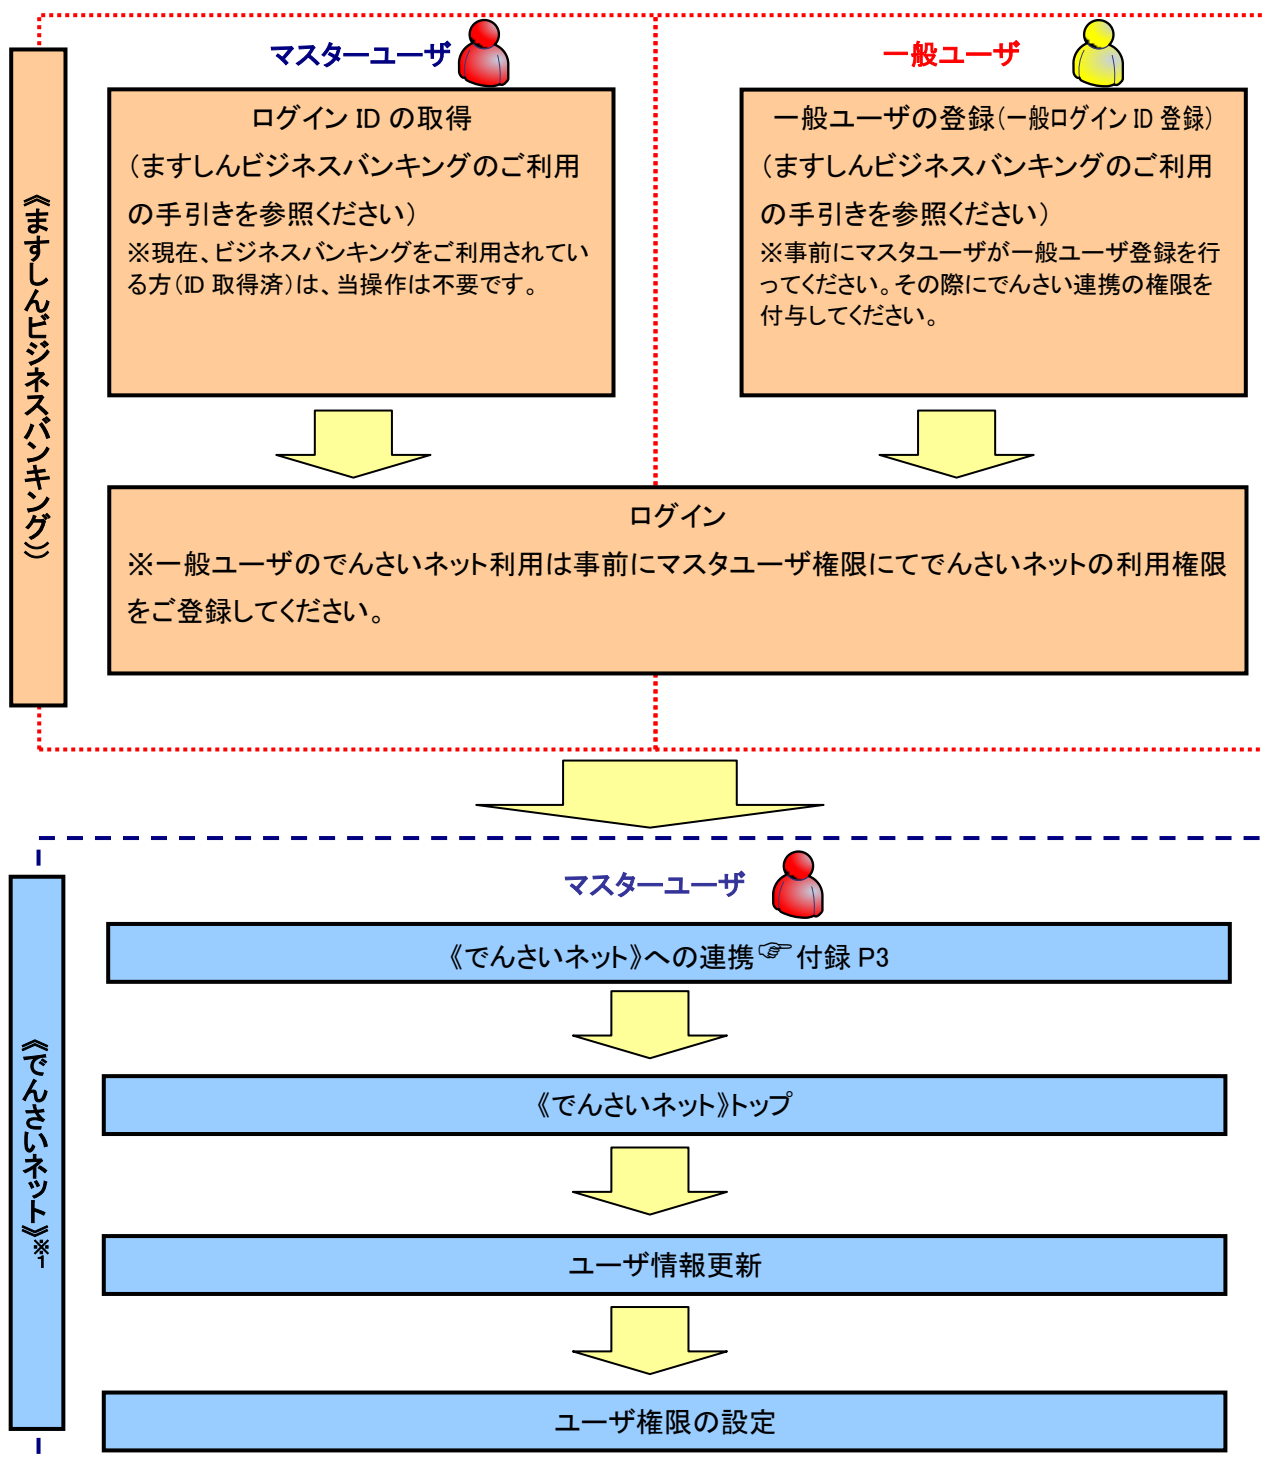 《ますしんビジネスバンキング》
マスターユーザ
ログイン ID の取得
（ますしんビジネスバンキングのご利用
の手引きを参照ください）
※現在、ビジネスバンキングをご利用されてい
る方（ID 取得済）は、当操作は不要です。
一般ユーザ
一般ユーザの登録（一般ログイン ID 登録）
（ますしんビジネスバンキングのご利用
の手引きを参照ください）
※事前にマスタユーザが一般ユーザ登録を行
ってください。その際にでんさい連携の権限を
付与してください。
ログイン
※一般ユーザのでんさいネット利用は事前にマスタユーザ権限にてでんさいネットの利用権限
をご登録してください。
《でんさいネット》※1
マスターユーザ
《でんさいネット》への連携☞付録 P3
《でんさいネット》トップ
ユーザ情報更新
ユーザ権限の設定